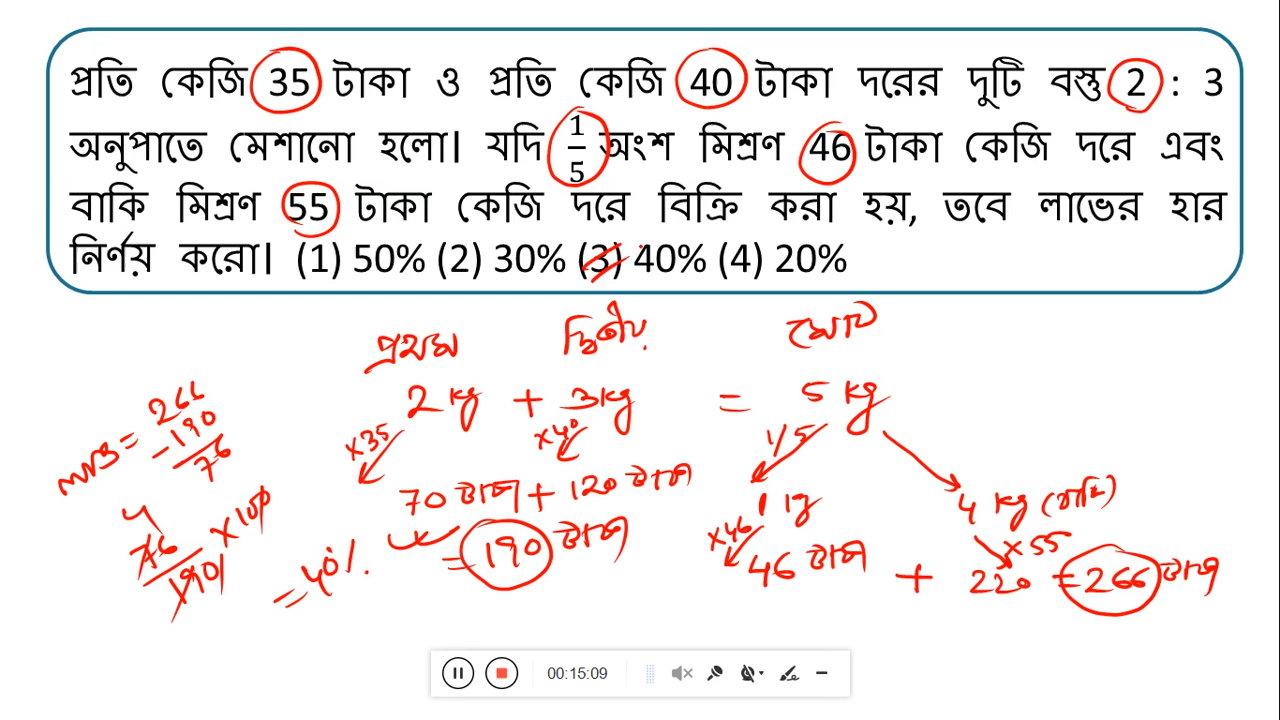 প্রতি কেজি 35 টাকা ও প্রতি কেজি 40 টাকা দরের দুটি বস্তু 2 : 3
অনুপাতে মেশানো হলো। যদি 1/5 অংশ মিশ্রণ 46 টাকা কেজি দরে এবং
বাকি মিশ্রণ 55 টাকা কেজি দরে বিক্রি করা হয়, তবে লাভের হার
নির্ণয় করো। (1) 50% (2) 30% (3) 40% (4) 20%
প্রথম দ্বিতীয় মোট
2 kg + 3kg = 5 kg
×35 ×40 1/5
70 টাকা + 120 টাকা
= 190 টাকা
1 kg 4 kg (বাকি)
×46 ×55
46 টাকা + 220 = 266 টাকা
লাভ = 266
-190
76
4
76/190 × 100
= 40%
00:15:09